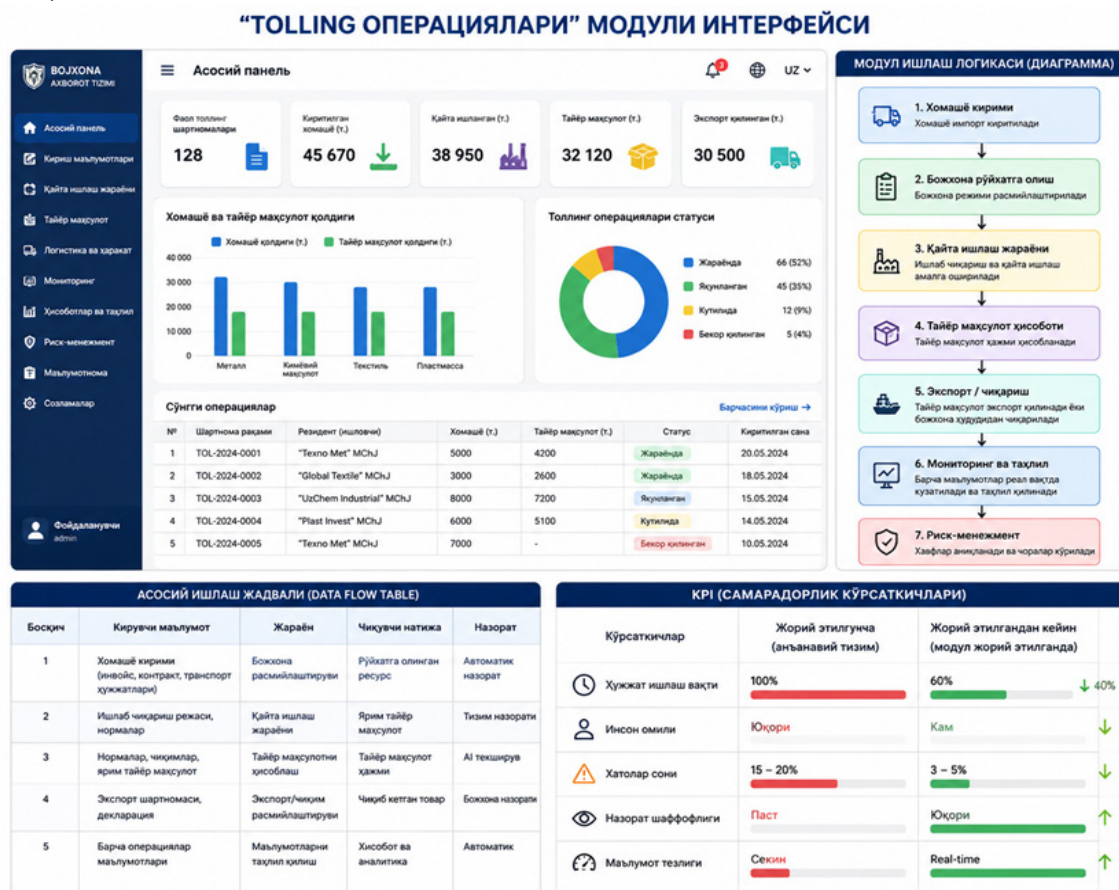 “TOLLING ОПЕРАЦИЯЛАРИ” МОДУЛИ ИНТЕРФЕЙСИ
BOJXONA
AXBOROT TIZIMI
Асосий панель
Кириш маълумотлари
Қайта ишлаш жараёни
Тайёр маҳсулот
Логистика ва ҳаракат
Мониторинг
Ҳисоботлар ва таҳлил
Риск-менежмент
Маълумотнома
Созламалар
Фойдаланувчи
admin
Асосий панель
3
UZ
Фаол толлинг
шартномалари
128
Киритилган
хомашё (т.)
45 670
Қайта ишланган (т.)
38 950
Тайёр маҳсулот (т.)
32 120
Экспорт қилинган (т.)
30 500
Хомашё ва тайёр маҳсулот қолдиги
Хомашё қолдиги (т.)
Тайёр маҳсулот қолдиги (т.)
40 000
30 000
20 000
10 000
0
Металл
Кимёвий
маҳсулот
Текстиль
Пластмасса
Толлинг операциялари статуси
Жараёнда 66 (52%)
Якунланган 45 (35%)
Кутилида 12 (9%)
Бекор қилинган 5 (4%)
Сўнгги операциялар
Барчасини кўриш →
№ Шартнома рақами Резидент (ишловчи) Хомашё (т.) Тайёр маҳсулот (т.) Статус Киритилган сана
1 TOL-2024-0001 “Texno Met” MChJ 5000 4200 Жараёнда 20.05.2024
2 TOL-2024-0002 “Global Textile” MChJ 3000 2600 Жараёнда 18.05.2024
3 TOL-2024-0003 “UzChem Industrial” MChJ 8000 7200 Якунланган 15.05.2024
4 TOL-2024-0004 “Plast Invest” MChJ 6000 5100 Кутилида 14.05.2024
5 TOL-2024-0005 “Texno Met” MChJ 7000 - Бекор қилинган 10.05.2024
МОДУЛ ИШЛАШ ЛОГИКАСИ (ДИАГРАММА)
1. Хомашё кирими
Хомашё импорт киритилади
2. Божхона рўйхатга олиш
Божхона режими расмийлаштирилади
3. Қайта ишлаш жараёни
Ишлаб чиқариш ва қайта ишлаш
амалга оширилади
4. Тайёр маҳсулот ҳисоботи
Тайёр маҳсулот ҳажми ҳисобланади
5. Экспорт / чиқариш
Тайёр маҳсулот экспорт қилинади ёки
божхона ҳудудидан чиқарилади
6. Мониторинг ва таҳлил
Барча маълумотлар реал вақтда
кузатилади ва таҳлил қилинади
7. Риск-менежмент
Хавфлар аниқланади ва чоралар кўрилади
АСОСИЙ ИШЛАШ ЖАДВАЛИ (DATA FLOW TABLE)
Босқич Кирувчи маълумот Жараён Чиқувчи натижа Назорат
1 Хомашё кирими
(инвойс, контракт, транспорт
ҳужжатлари)
Божхона
расмийлаштируви
Рўйхатга олинган
ресурс
Автоматик
назорат
2 Ишлаб чиқариш режаси,
нормалар
Қайта ишлаш
жараёни
Ярим тайёр
маҳсулот
Тизим назорати
3 Нормалар, чиқимлар,
ярим тайёр маҳсулот
Тайёр маҳсулотни
ҳисоблаш
Тайёр маҳсулот
ҳажми
AI текширув
4 Экспорт шартномаси,
декларация
Экспорт/чиқим
расмийлаштируви
Чиқиб кетган товар
Божхона назорати
5 Барча операциялар
маълумотлари
Маълумотларни
таҳлил қилиш
Ҳисобот ва
аналитика
Автоматик
KPI (САМАРАДОРЛИК КЎРСАТКИЧЛАРИ)
Кўрсаткичлар
Жорий этилгунча
(анъанавий тизим)
Жорий этилгандан кейин
(модул жорий этилганда)
Ҳужжат ишлаш вақти 100% 60% ↓ 40%
Инсон омили Юқори Кам ↓
Хатолар сони 15 – 20% 3 – 5% ↓
Назорат шаффофлиги Паст Юқори ↑
Маълумот тезлиги Секин Real-time ↑